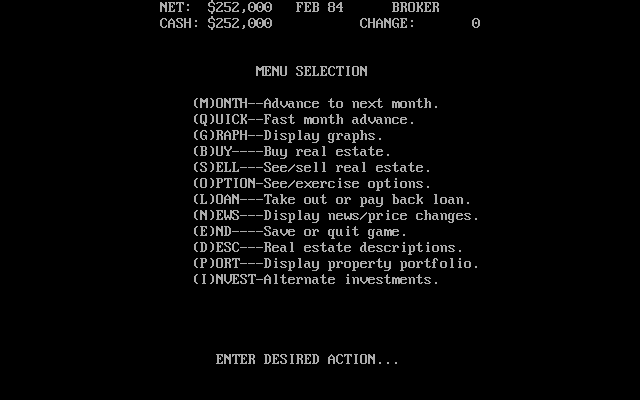 NET:  $252,000   FEB 84      BROKER
CASH: $252,000           CHANGE:       0
MENU SELECTION
(M)ONTH--Advance to next month.
(Q)UICK--Fast month advance.
(G)RAPH--Display graphs.
(B)UY----Buy real estate.
(S)ELL---See/sell real estate.
(O)PTION-See/exercise options.
(L)OAN---Take out or pay back loan.
(N)EWS---Display news/price changes.
(E)ND----Save or quit game.
(D)ESC---Real estate descriptions.
(P)ORT---Display property portfolio.
(I)NVEST-Alternate investments.
ENTER DESIRED ACTION...